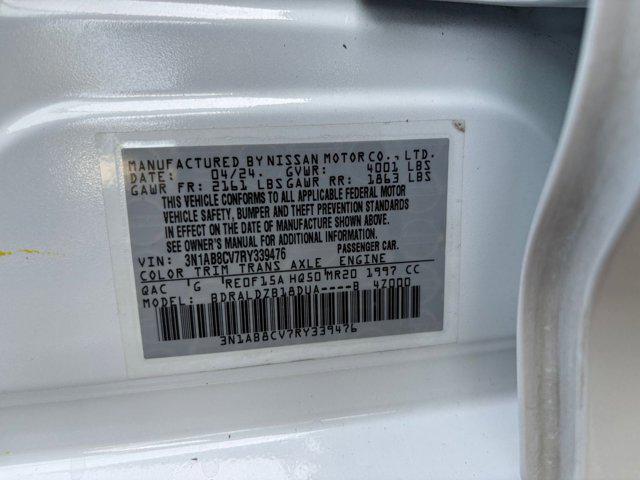 MANUFACTURED BY NISSAN MOTOR CO., LTD.
DATE: 04/24. GVWR: 4001 LBS
GAWR FR: 2161 LBS GAWR RR: 1863 LBS
THIS VEHICLE CONFORMS TO ALL APPLICABLE FEDERAL MOTOR
VEHICLE SAFETY, BUMPER AND THEFT PREVENTION STANDARDS
IN EFFECT ON THE DATE OF MANUFACTURE SHOWN ABOVE.
SEE OWNER'S MANUAL FOR ADDITIONAL INFORMATION
VIN: 3N1AB8CV7RY339476 PASSENGER CAR.
COLOR TRIM TRANS AXLE ENGINE
QAC G RE0F15A HQ50 MR20 1997 CC
MODEL: BDRALDZB18DUA----B 4Z000
3N1AB8CV7RY339476